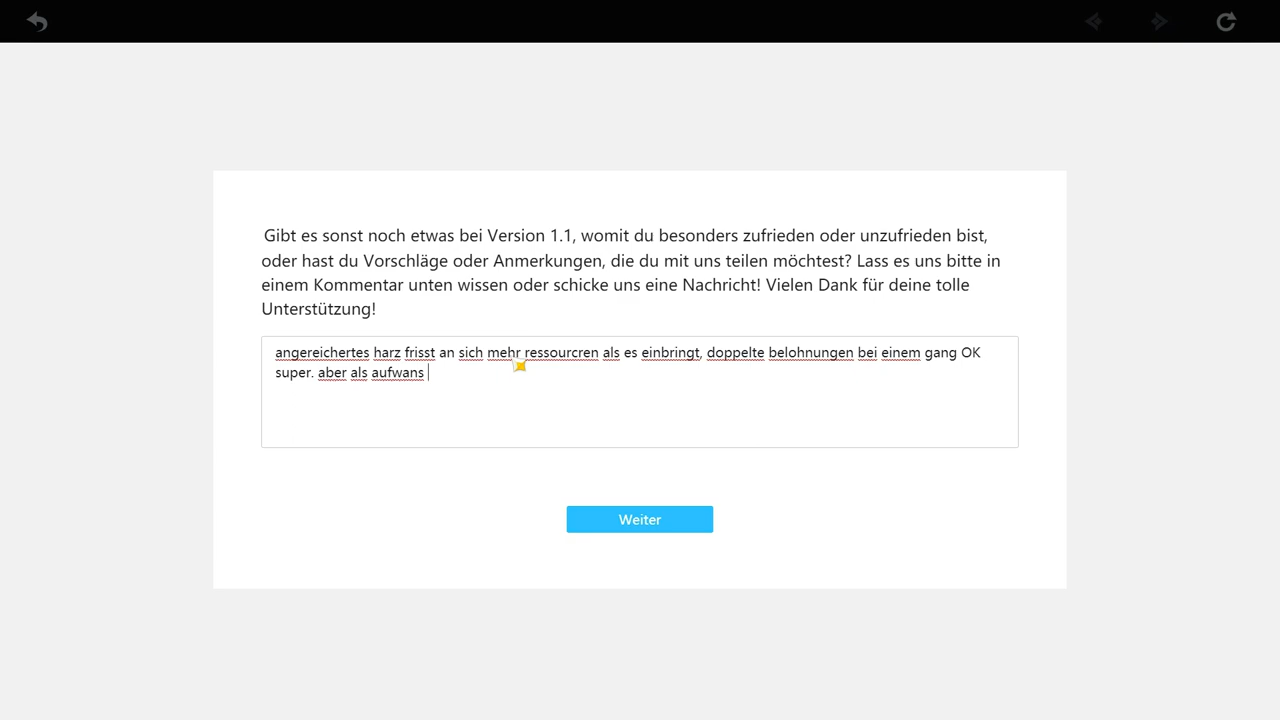 Gibt es sonst noch etwas bei Version 1.1, womit du besonders zufrieden oder unzufrieden bist,
oder hast du Vorschläge oder Anmerkungen, die du mit uns teilen möchtest? Lass es uns bitte in
einem Kommentar unten wissen oder schicke uns eine Nachricht! Vielen Dank für deine tolle
Unterstützung!
angereichertes harz frisst an sich mehr ressourcren als es einbringt, doppelte belohnungen bei einem gang OK
super. aber als aufwans
Weiter